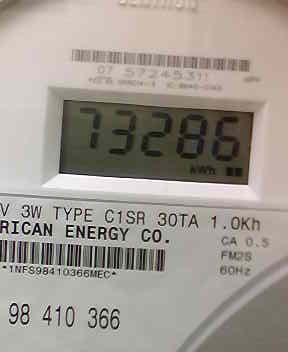 07 57245311
73286
kWh
V 3W TYPE C1SR 30TA 1.0Kh
RICAN ENERGY CO.
CA 0.5
FM2S
60Hz
*1NFS98410366MEC*
98 410 366